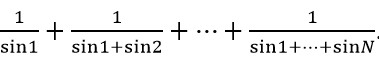 1/sin1 + 1/(sin1+sin2) + ⋯ + 1/(sin1+⋯+sinN).